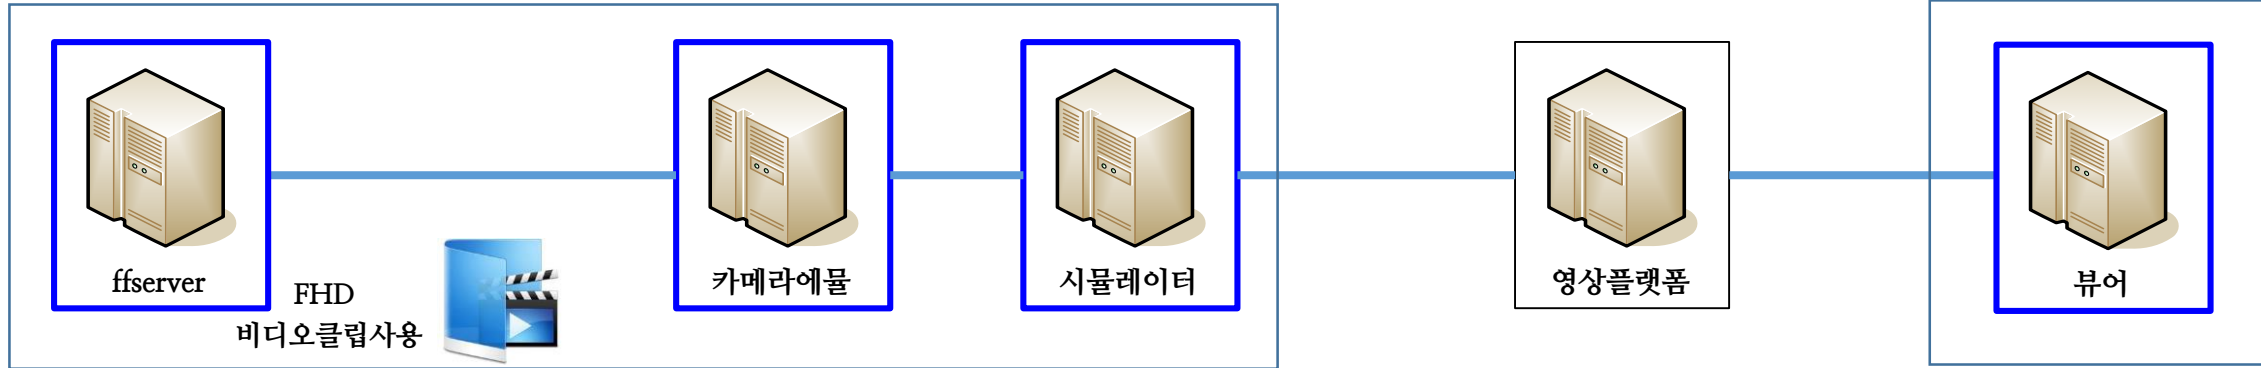 ffserver
FHD
비디오클립사용
카메라에뮬
시뮬레이터
영상플랫폼
뷰어